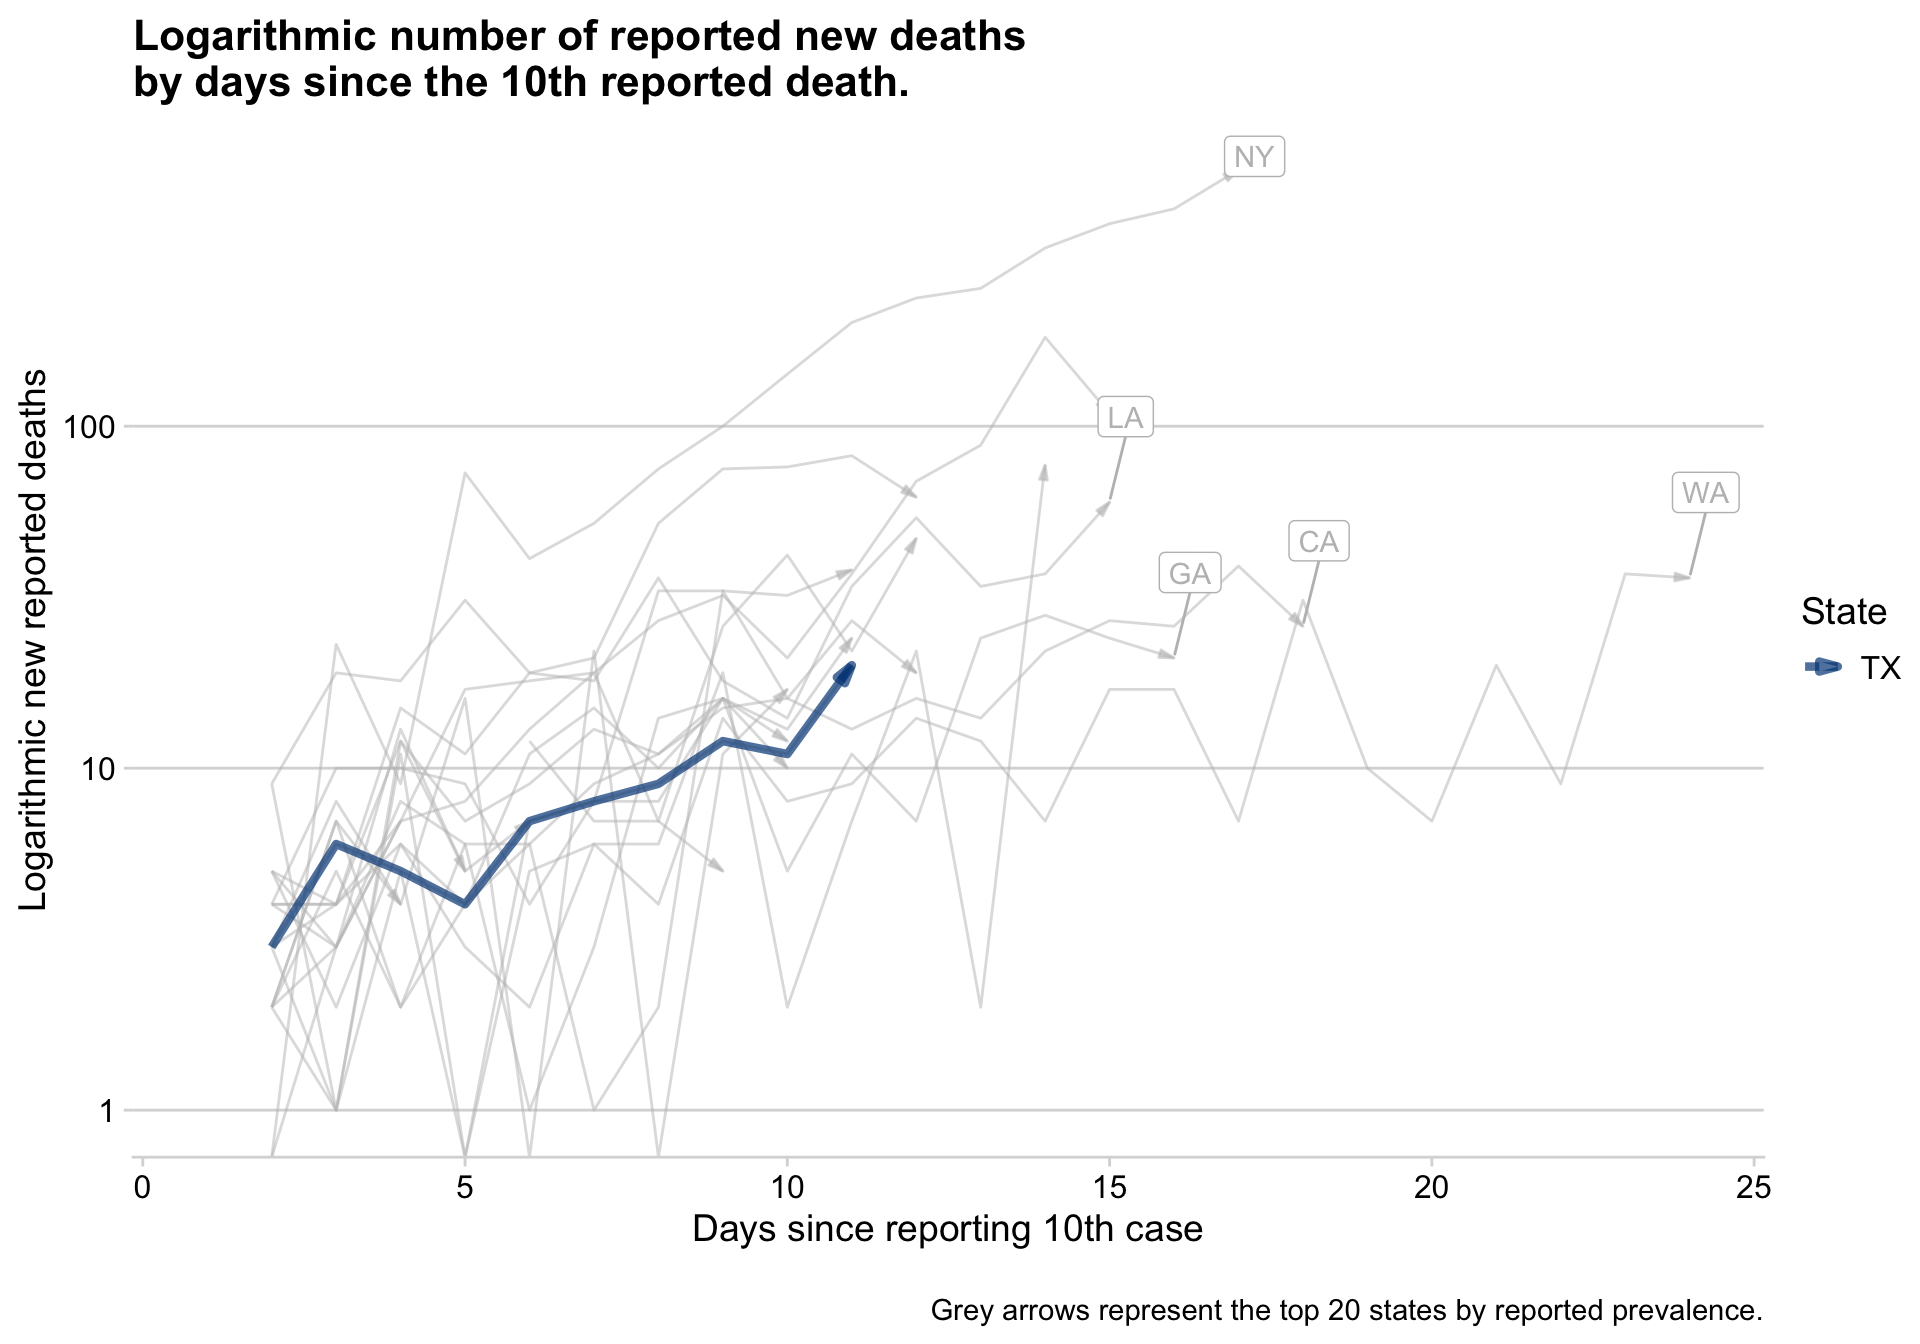 Logarithmic number of reported new deaths
by days since the 10th reported death.
NY
LA
WA
CA
GA
Logarithmic new reported deaths
100
10
1
State
TX
0 5 10 15 20 25
Days since reporting 10th case
Grey arrows represent the top 20 states by reported prevalence.